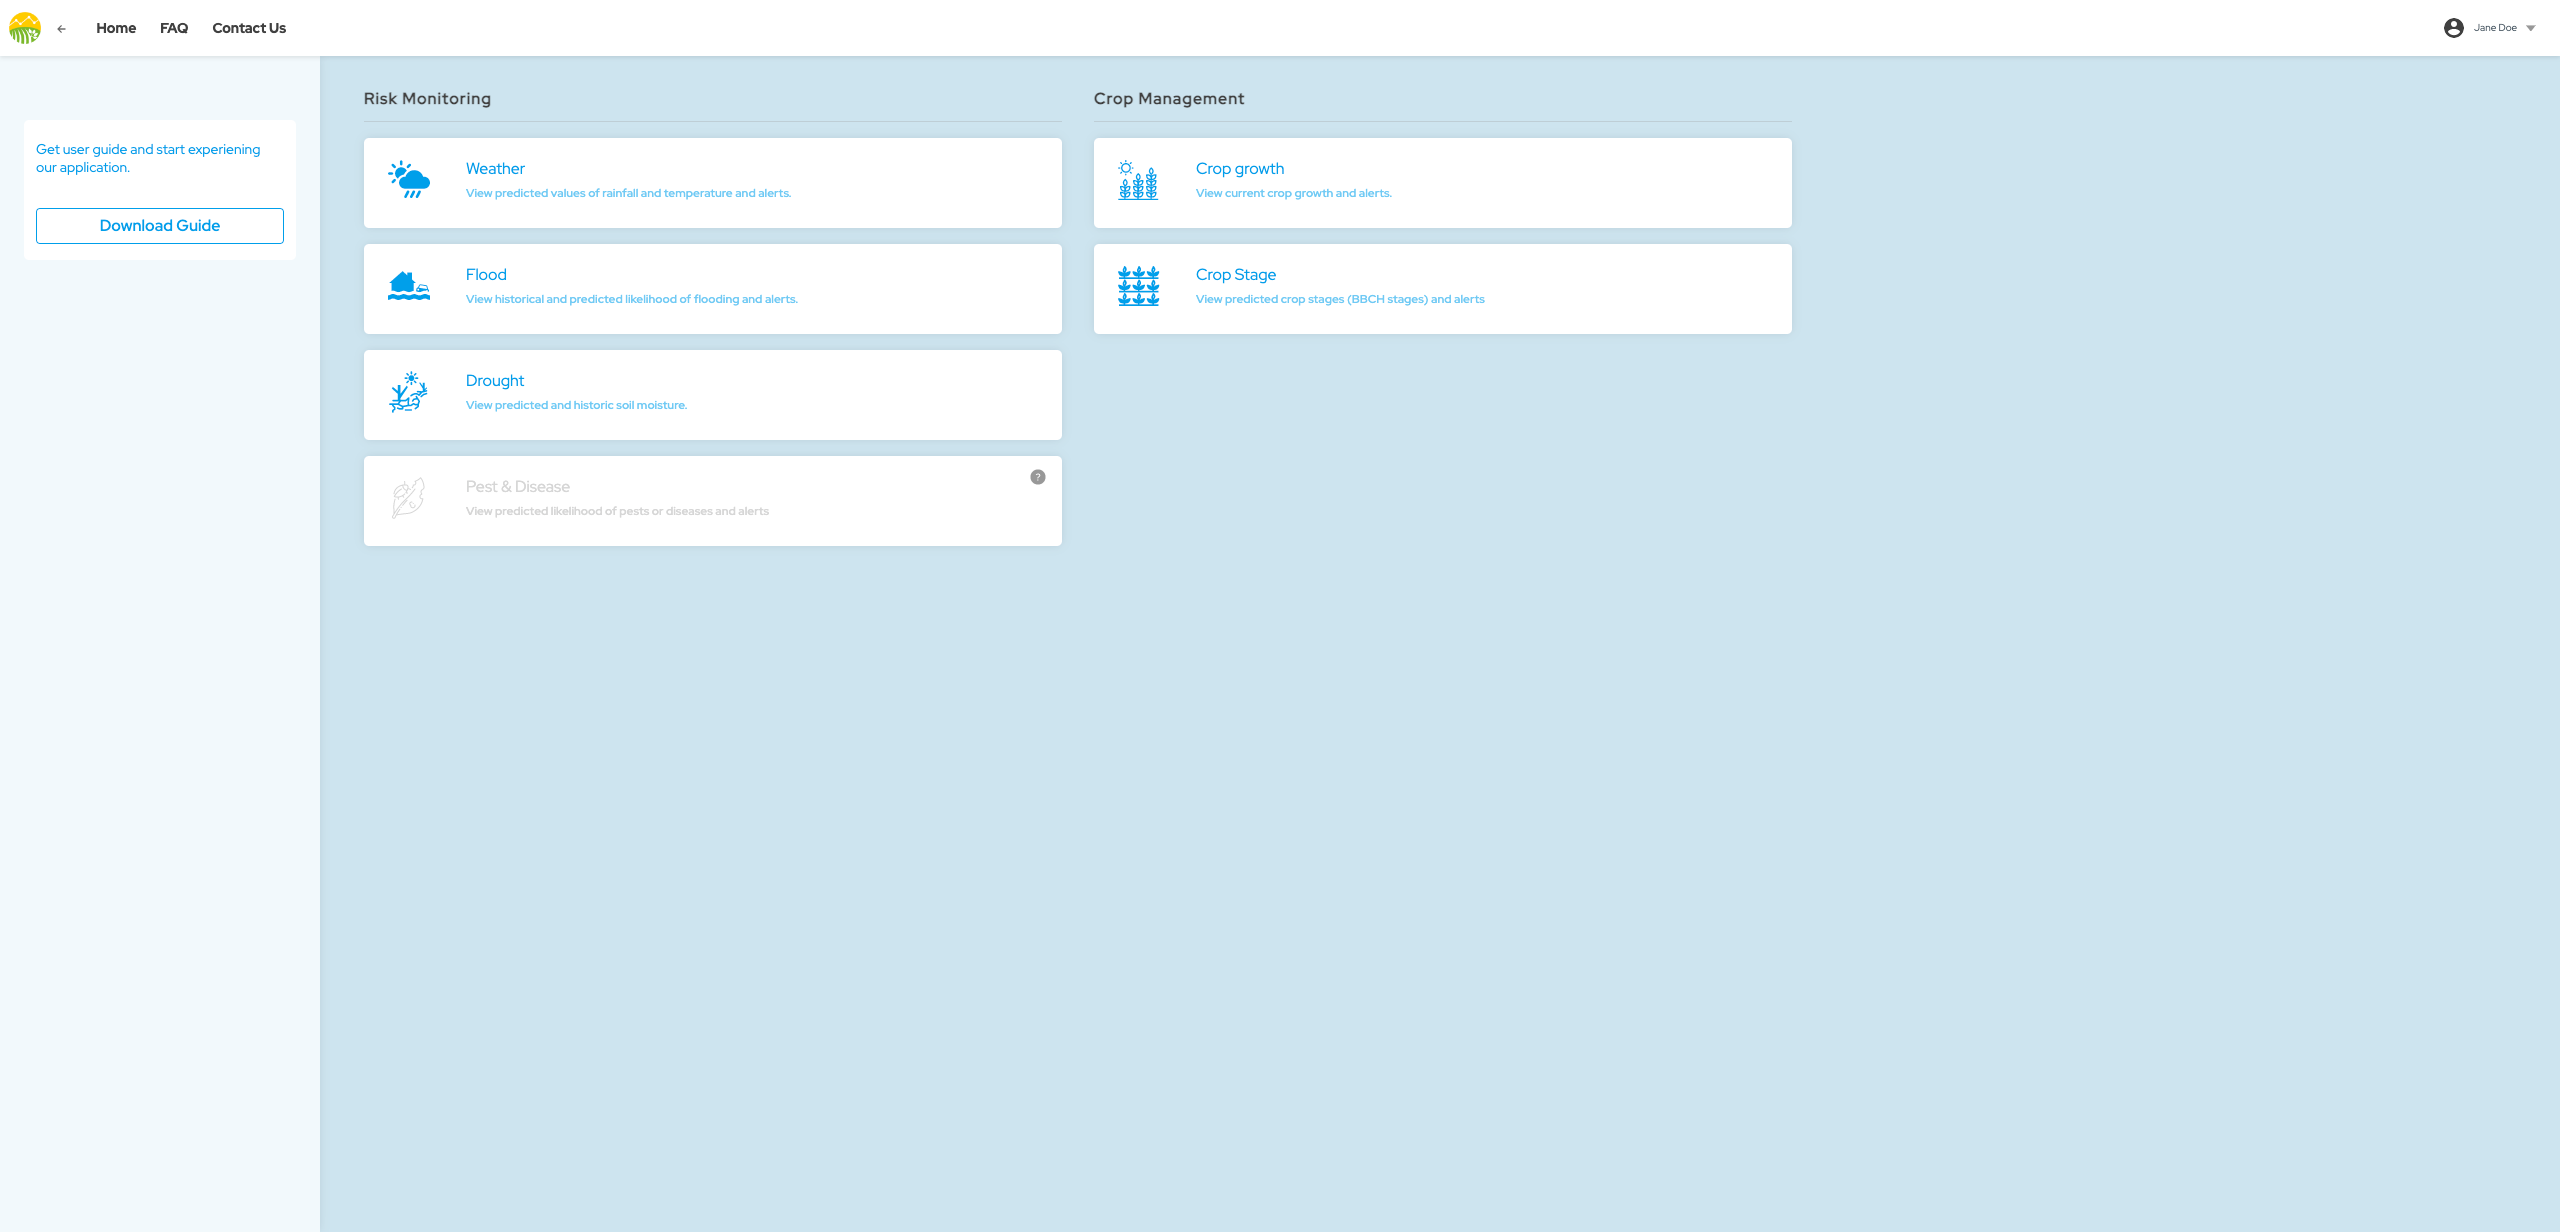 Home FAQ Contact Us
Jane Doe
Get user guide and start experiening
our application.
Download Guide
Risk Monitoring
Weather
View predicted values of rainfall and temperature and alerts.
Flood
View historical and predicted likelihood of flooding and alerts.
Drought
View predicted and historic soil moisture.
Pest & Disease
?
View predicted likelihood of pests or diseases and alerts
Crop Management
Crop growth
View current crop growth and alerts.
Crop Stage
View predicted crop stages (BBCH stages) and alerts